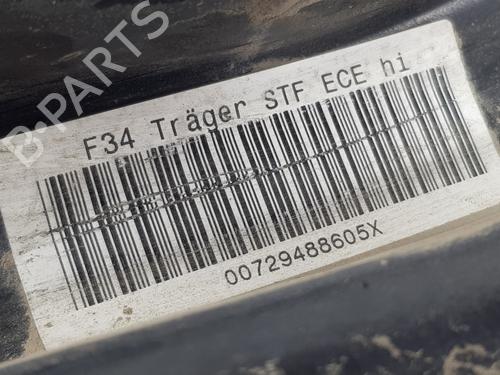 F34 Träger STF ECE hi
00729488605X
B-PARTS